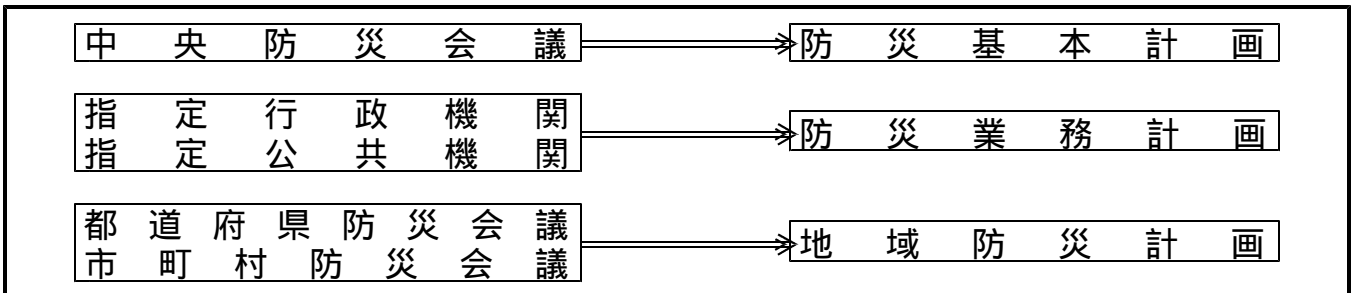 中央防災会議
防災基本計画
指定行政機関
指定公共機関
防災業務計画
都道府県防災会議
市町村防災会議
地域防災計画